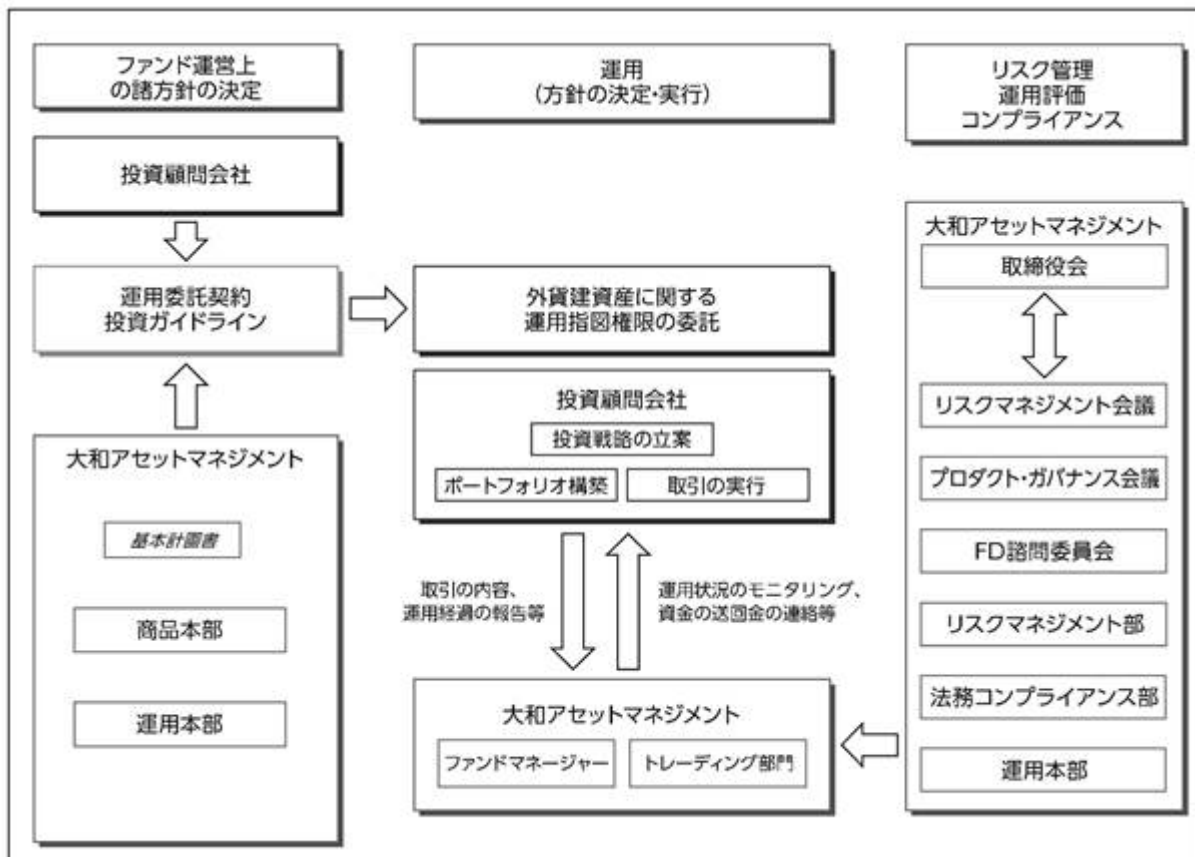 ファンド運営上
の諸方針の決定
運用
(方針の決定・実行)
リスク管理
運用評価
コンプライアンス
投資顧問会社
運用委託契約
投資ガイドライン
大和アセットマネジメント
基本計画書
商品本部
運用本部
外貨建資産に関する
運用指図権限の委託
投資顧問会社
投資戦略の立案
ポートフォリオ構築
取引の実行
取引の内容、
運用経過の報告等
運用状況のモニタリング、
資金の送回金の連絡等
大和アセットマネジメント
ファンドマネージャー
トレーディング部門
大和アセットマネジメント
取締役会
リスクマネジメント会議
プロダクト・ガバナンス会議
FD諮問委員会
リスクマネジメント部
法務コンプライアンス部
運用本部